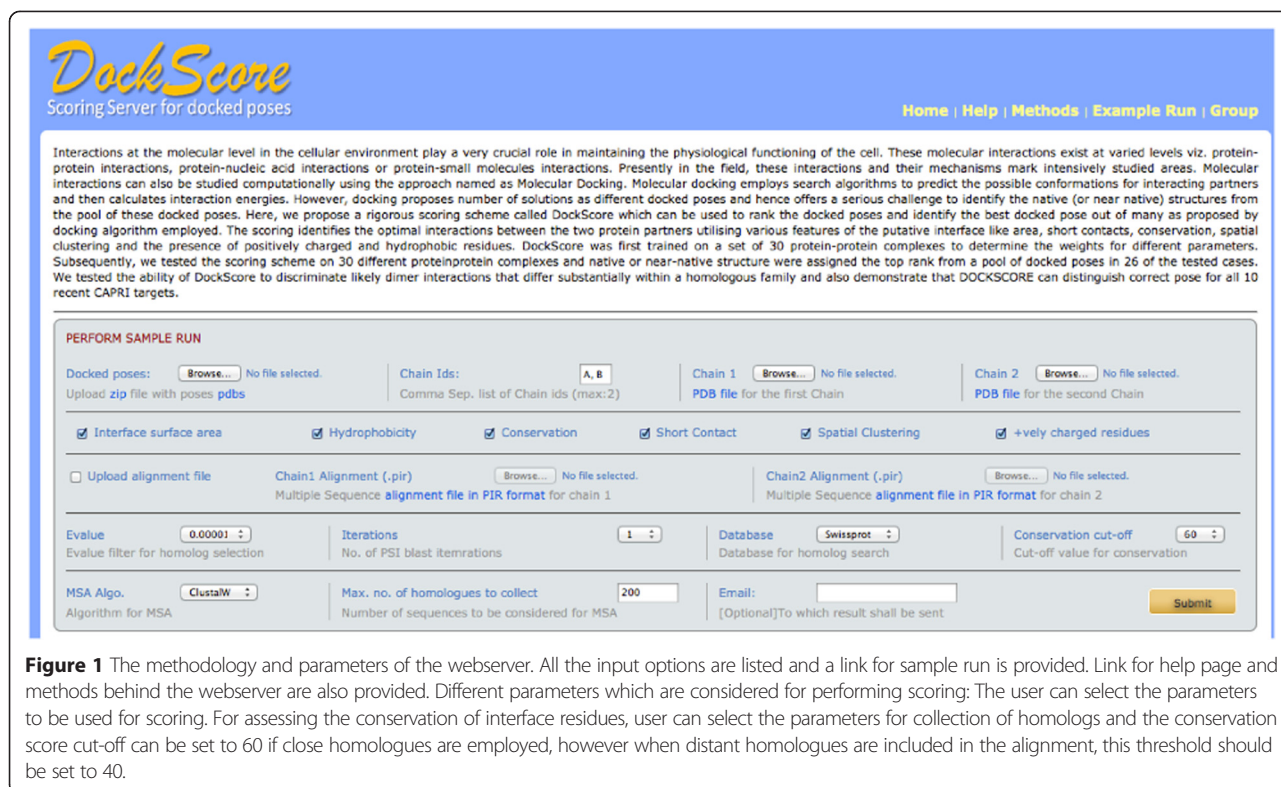 DockScore
Scoring Server for docked poses
Home | Help | Methods | Example Run | Group
Interactions at the molecular level in the cellular environment play a very crucial role in maintaining the physiological functioning of the cell. These molecular interactions exist at varied levels viz. protein-
protein interactions, protein-nucleic acid interactions or protein-small molecules interactions. Presently in the field, these interactions and their mechanisms mark intensively studied areas. Molecular
interactions can also be studied computationally using the approach named as Molecular Docking. Molecular docking employs search algorithms to predict the possible conformations for interacting partners
and then calculates interaction energies. However, docking proposes number of solutions as different docked poses and hence offers a serious challenge to identify the native (or near native) structures from
the pool of these docked poses. Here, we propose a rigorous scoring scheme called DockScore which can be used to rank the docked poses and identify the best docked pose out of many as proposed by
docking algorithm employed. The scoring identifies the optimal interactions between the two protein partners utilising various features of the putative interface like area, short contacts, conservation, spatial
clustering and the presence of positively charged and hydrophobic residues. DockScore was first trained on a set of 30 protein-protein complexes to determine the weights for different parameters.
Subsequently, we tested the scoring scheme on 30 different proteinprotein complexes and native or near-native structure were assigned the top rank from a pool of docked poses in 26 of the tested cases.
We tested the ability of DockScore to discriminate likely dimer interactions that differ substantially within a homologous family and also demonstrate that DOCKSCORE can distinguish correct pose for all 10
recent CAPRI targets.
PERFORM SAMPLE RUN
Docked poses: Browse... No file selected. Chain Ids: A, B Chain 1 Browse... No file selected. Chain 2 Browse... No file selected.
Upload zip file with poses pdbs Comma Sep. list of Chain ids (max:2) PDB file for the first Chain PDB file for the second Chain
Interface surface area Hydrophobicity Conservation Short Contact Spatial Clustering +vely charged residues
Upload alignment file Chain1 Alignment (.pir) Browse... No file selected. Chain2 Alignment (.pir) Browse... No file selected.
Multiple Sequence alignment file in PIR format for chain 1 Multiple Sequence alignment file in PIR format for chain 2
Evalue 0.00001 Iterations 1 Database Swissprot Conservation cut-off 60
Evalue filter for homolog selection No. of PSI blast itemrations Database for homolog search Cut-off value for conservation
MSA Algo. ClustalW Max. no. of homologues to collect 200 Email: Submit
Algorithm for MSA Number of sequences to be considered for MSA [Optional]To which result shall be sent
Figure 1 The methodology and parameters of the webserver. All the input options are listed and a link for sample run is provided. Link for help page and
methods behind the webserver are also provided. Different parameters which are considered for performing scoring: The user can select the parameters
to be used for scoring. For assessing the conservation of interface residues, user can select the parameters for collection of homologs and the conservation
score cut-off can be set to 60 if close homologues are employed, however when distant homologues are included in the alignment, this threshold should
be set to 40.